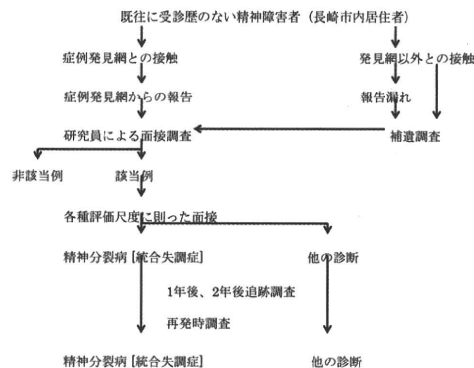 既往に受診歴のない精神障害者（長崎市内居住者）
症例発見網との接触
発見網以外との接触
症例発見網からの報告
報告漏れ
研究員による面接調査
補遺調査
非該当例
該当例
各種評価尺度に則った面接
精神分裂病 [統合失調症]
他の診断
1年後、2年後追跡調査
再発時調査
精神分裂病 [統合失調症]
他の診断